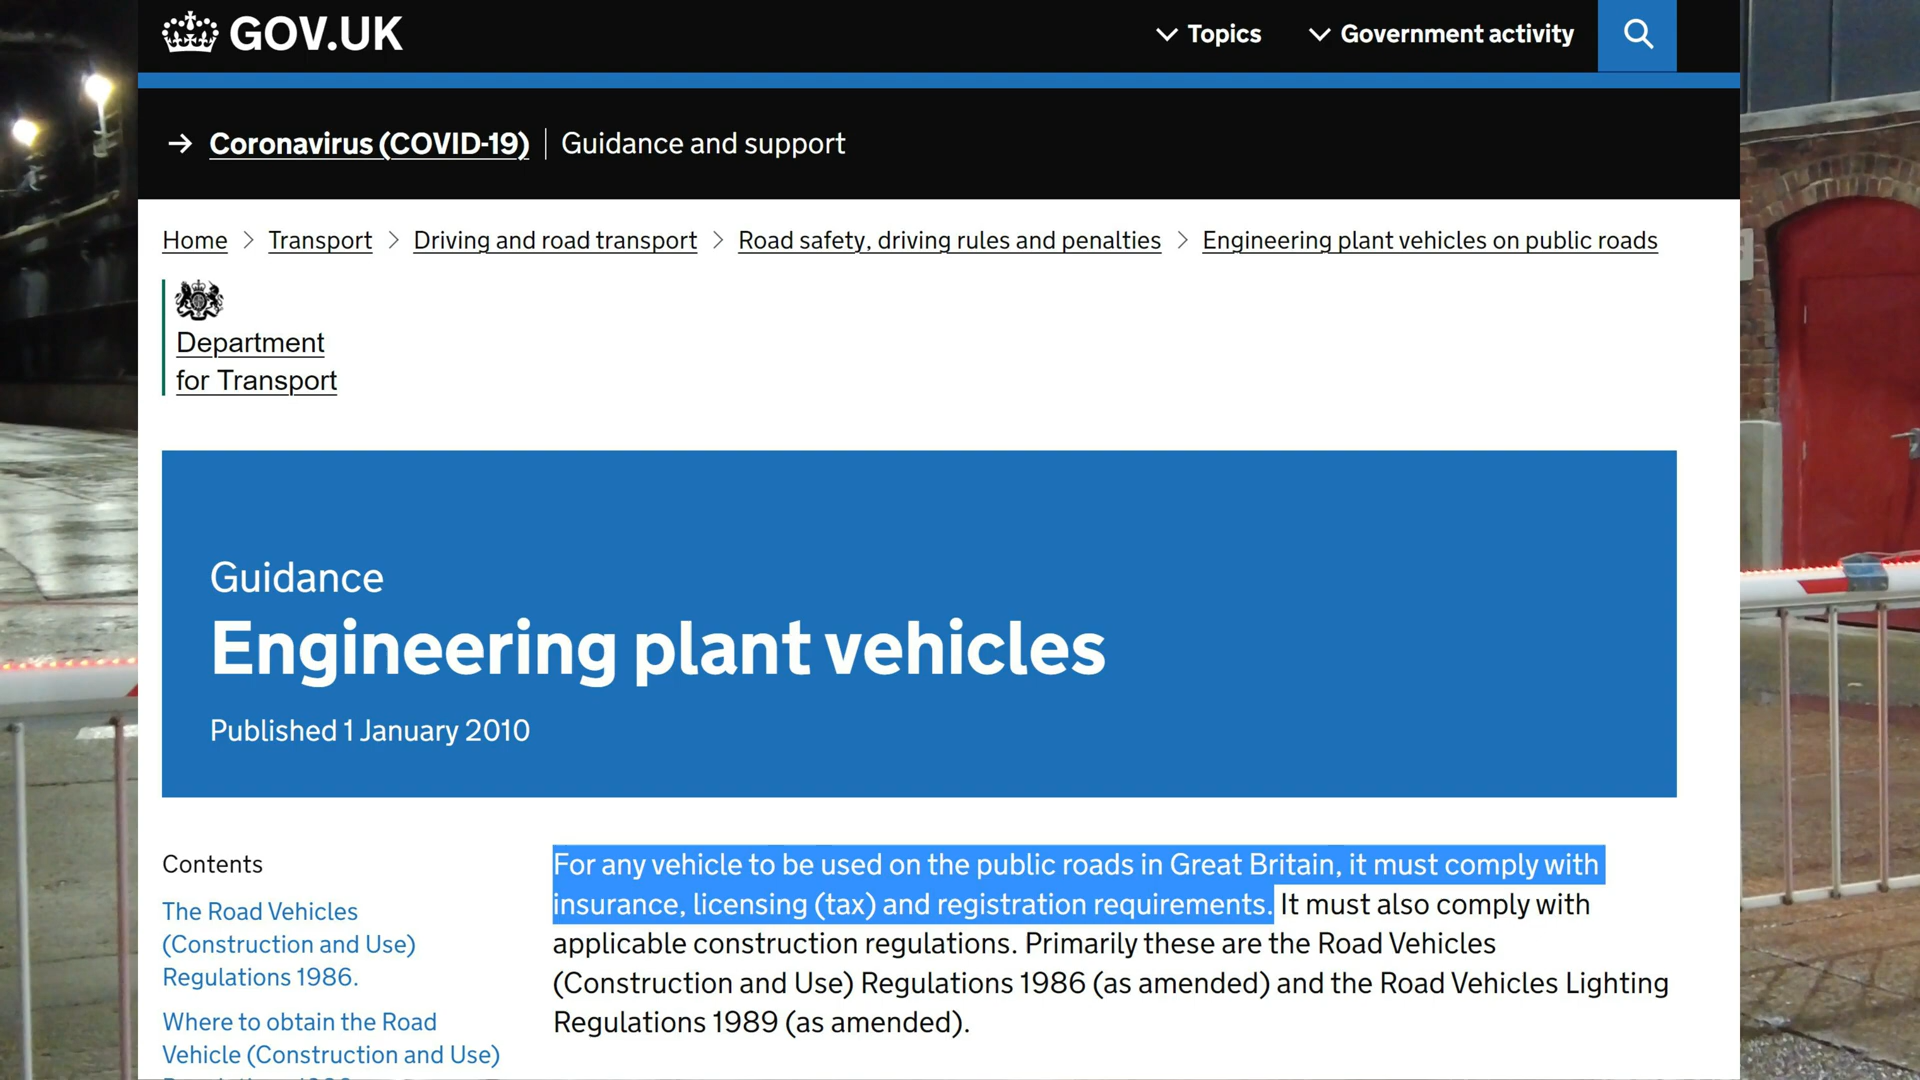 GOV.UK
Topics
Government activity
Coronavirus (COVID-19)
Guidance and support
Home
Transport
Driving and road transport
Road safety, driving rules and penalties
Engineering plant vehicles on public roads
Department
for Transport
Guidance
Engineering plant vehicles
Published 1 January 2010
Contents
The Road Vehicles
(Construction and Use)
Regulations 1986.
Where to obtain the Road
Vehicle (Construction and Use)
For any vehicle to be used on the public roads in Great Britain, it must comply with
insurance, licensing (tax) and registration requirements. It must also comply with
applicable construction regulations. Primarily these are the Road Vehicles
(Construction and Use) Regulations 1986 (as amended) and the Road Vehicles Lighting
Regulations 1989 (as amended).